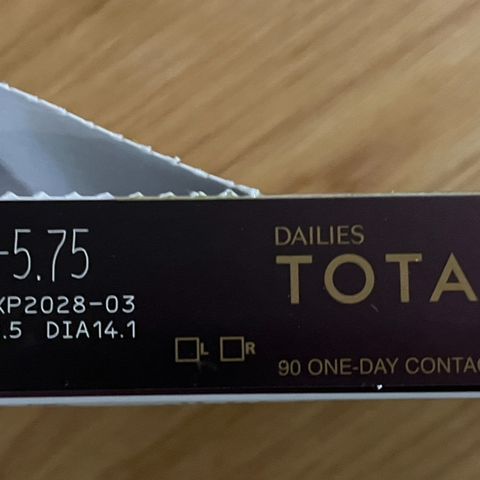 -5.75
XP2028-03
.5 DIA14.1
L R
DAILIES
TOTA
90 ONE-DAY CONTAC